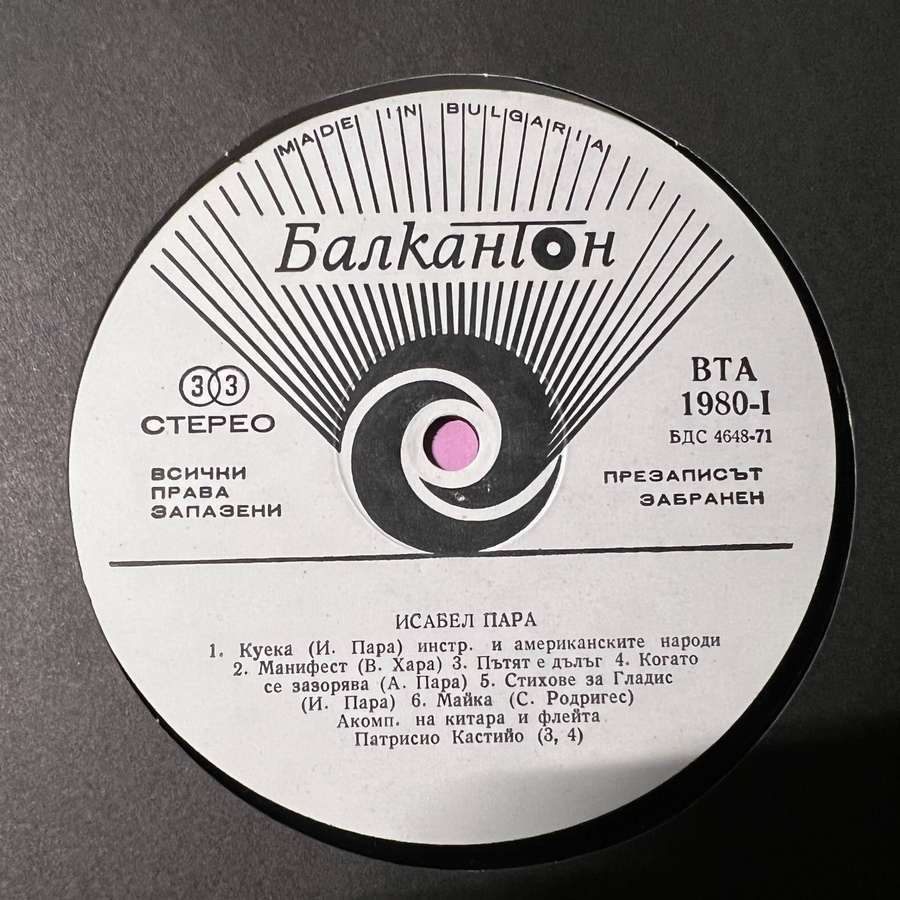 MADE IN BULGARIA
Балкантон
33
СТЕРЕО
ВСИЧНИ
ПРАВА
ЗАПАЗЕНИ
ВТА
1980-I
БДС 4648-71
ПРЕЗАПИСЪТ
ЗАБРАНЕН
ИСАБЕЛ ПАРА
1. Куека (И. Пара) инстр. и американските народи
2. Манифест (В. Хара) 3. Пътят е дълъг 4. Когато
се зазорява (А. Пара) 5. Стихове за Гладис
(И. Пара) 6. Майка (С. Родригес)
Акомп. на китара и флейта
Патрисио Кастийо (3, 4)